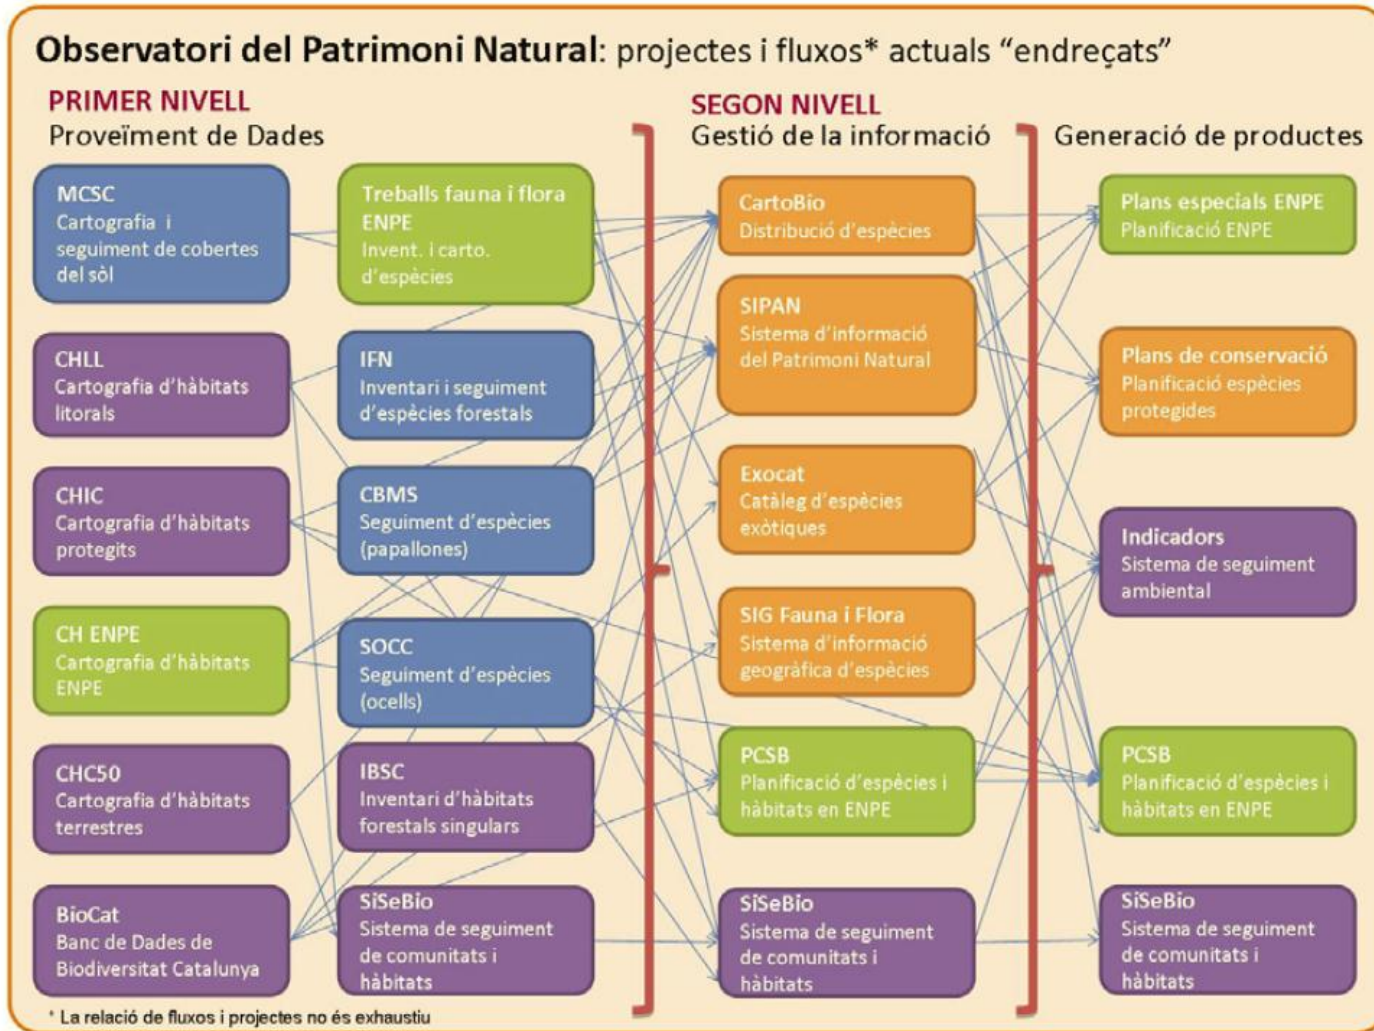 Observatori del Patrimoni Natural: projectes i fluxos* actuals “endreçats”
PRIMER NIVELL
Proveïment de Dades
MCSC
Cartografia i
seguiment de cobertes
del sòl
CHLL
Cartografia d’hàbitats
litorals
CHIC
Cartografia d’hàbitats
protegits
CH ENPE
Cartografia d’hàbitats
ENPE
CHC50
Cartografia d’hàbitats
terrestres
BioCat
Banc de Dades de
Biodiversitat Catalunya
Treballs fauna i flora
ENPE
Invent. i carto.
d’espècies
IFN
Inventari i seguiment
d’espècies forestals
CBMS
Seguiment d’espècies
(papallones)
SOCC
Seguiment d’espècies
(ocells)
IBSC
Inventari d’hàbitats
forestals singulars
SiSeBio
Sistema de seguiment
de comunitats i
hàbitats
SEGON NIVELL
Gestió de la informació
CartoBio
Distribució d’espècies
SIPAN
Sistema d’informació
del Patrimoni Natural
Exocat
Catàleg d’espècies
exòtiques
SIG Fauna i Flora
Sistema d’informació
geogràfica d’espècies
PCSB
Planificació d’espècies i
hàbitats en ENPE
SiSeBio
Sistema de seguiment
de comunitats i
hàbitats
Generació de productes
Plans especials ENPE
Planificació ENPE
Plans de conservació
Planificació espècies
protegides
Indicadors
Sistema de seguiment
ambiental
PCSB
Planificació d’espècies i
hàbitats en ENPE
SiSeBio
Sistema de seguiment
de comunitats i
hàbitats
* La relació de fluxos i projectes no és exhaustiu